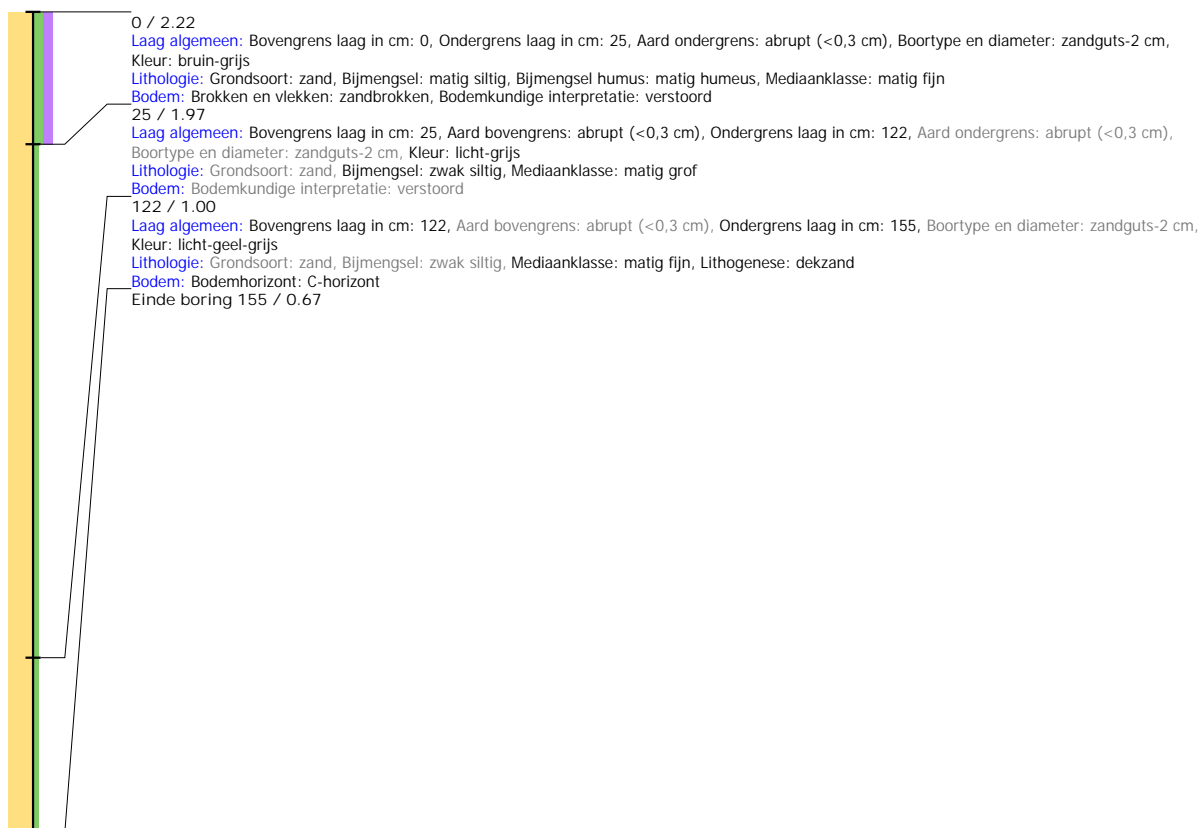 0 / 2.22
Laag algemeen: Bovengrens laag in cm: 0, Ondergrens laag in cm: 25, Aard ondergrens: abrupt (<0,3 cm), Boortype en diameter: zandguts-2 cm,
Kleur: bruin-grijs
Lithologie: Grondsoort: zand, Bijmengsel: matig siltig, Bijmengsel humus: matig humeus, Mediaanklasse: matig fijn
Bodem: Brokken en vlekken: zandbrokken, Bodemkundige interpretatie: verstoord
25 / 1.97
Laag algemeen: Bovengrens laag in cm: 25, Aard bovengrens: abrupt (<0,3 cm), Ondergrens laag in cm: 122, Aard ondergrens: abrupt (<0,3 cm),
Boortype en diameter: zandguts-2 cm, Kleur: licht-grijs
Lithologie: Grondsoort: zand, Bijmengsel: zwak siltig, Mediaanklasse: matig grof
Bodem: Bodemkundige interpretatie: verstoord
122 / 1.00
Laag algemeen: Bovengrens laag in cm: 122, Aard bovengrens: abrupt (<0,3 cm), Ondergrens laag in cm: 155, Boortype en diameter: zandguts-2 cm,
Kleur: licht-geel-grijs
Lithologie: Grondsoort: zand, Bijmengsel: zwak siltig, Mediaanklasse: matig fijn, Lithogenese: dekzand
Bodem: Bodemhorizont: C-horizont
Einde boring 155 / 0.67